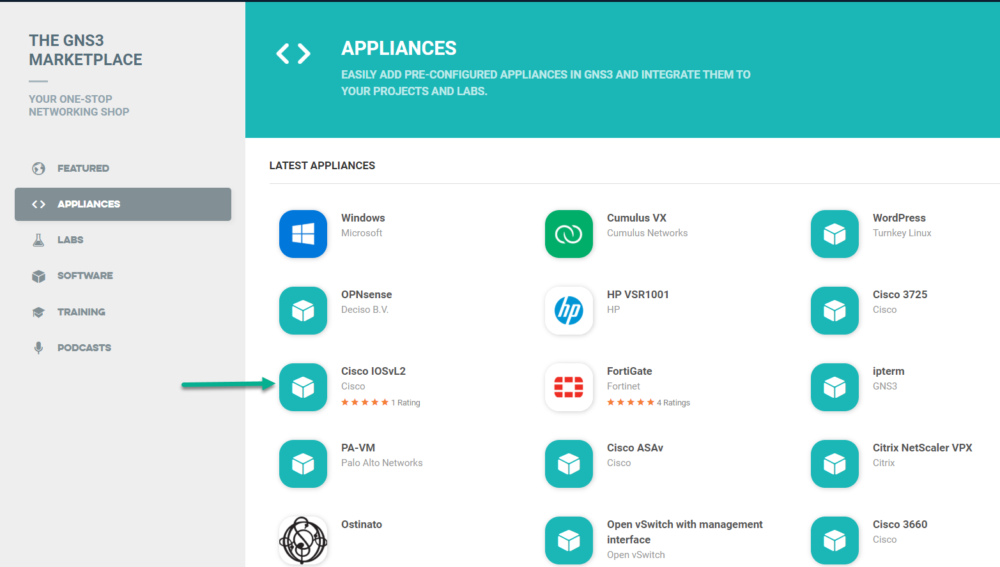 THE GNS3
MARKETPLACE
YOUR ONE-STOP
NETWORKING SHOP
FEATURED
APPLIANCES
LABS
SOFTWARE
TRAINING
PODCASTS
APPLIANCES
EASILY ADD PRE-CONFIGURED APPLIANCES IN GNS3 AND INTEGRATE THEM TO
YOUR PROJECTS AND LABS.
LATEST APPLIANCES
Windows
Microsoft
Cumulus VX
Cumulus Networks
WordPress
Turnkey Linux
OPNsense
Deciso B.V.
hp
HP VSR1001
HP
Cisco 3725
Cisco
Cisco IOSvL2
Cisco
1 Rating
FortiGate
Fortinet
4 Ratings
ipterm
GNS3
PA-VM
Palo Alto Networks
Cisco ASAv
Cisco
Citrix NetScaler VPX
Citrix
Ostinato
Open vSwitch with management
interface
Open vSwitch
Cisco 3660
Cisco